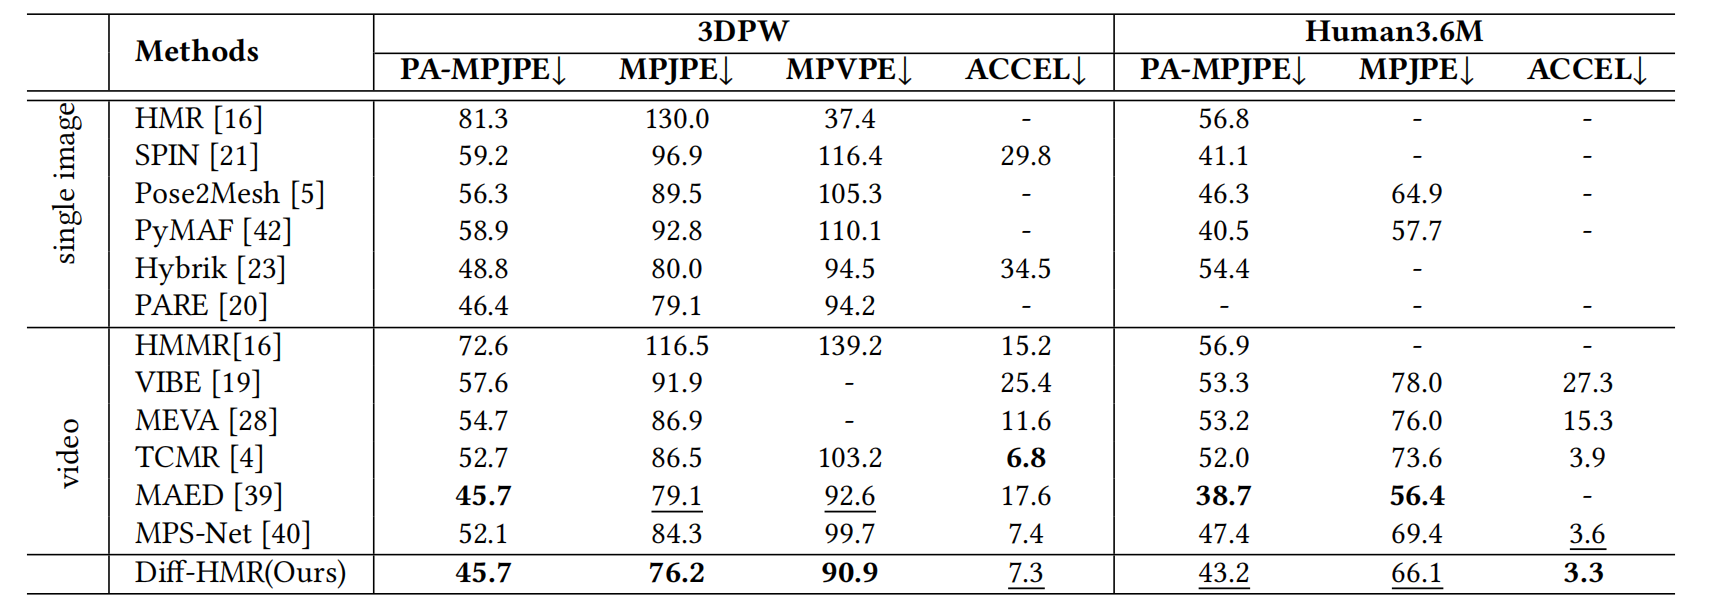 Methods 3DPW Human3.6M
PA-MPJPE↓ MPJPE↓ MPVPE↓ ACCEL↓ PA-MPJPE↓ MPJPE↓ ACCEL↓
single image
HMR [16] 81.3 130.0 37.4 - 56.8 - -
SPIN [21] 59.2 96.9 116.4 29.8 41.1 - -
Pose2Mesh [5] 56.3 89.5 105.3 - 46.3 64.9 -
PyMAF [42] 58.9 92.8 110.1 - 40.5 57.7 -
Hybrik [23] 48.8 80.0 94.5 34.5 54.4 -
PARE [20] 46.4 79.1 94.2 - - - -
video
HMMR[16] 72.6 116.5 139.2 15.2 56.9 - -
VIBE [19] 57.6 91.9 - 25.4 53.3 78.0 27.3
MEVA [28] 54.7 86.9 - 11.6 53.2 76.0 15.3
TCMR [4] 52.7 86.5 103.2 6.8 52.0 73.6 3.9
MAED [39] 45.7 79.1 92.6 17.6 38.7 56.4 -
MPS-Net [40] 52.1 84.3 99.7 7.4 47.4 69.4 3.6
Diff-HMR(Ours) 45.7 76.2 90.9 7.3 43.2 66.1 3.3